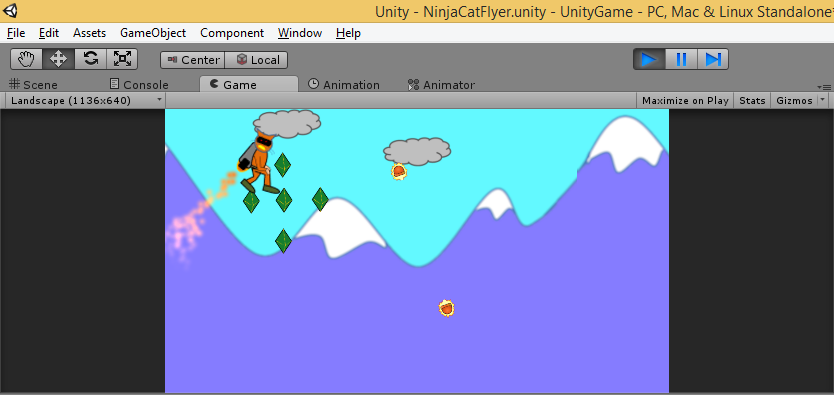 Unity - NinjaCatFlyer.unity - UnityGame - PC, Mac & Linux Standalone*
File Edit Assets GameObject Component Window Help
Center Local
Scene Console Game Animation Animator
Landscape (1136x640) Maximize on Play Stats Gizmos